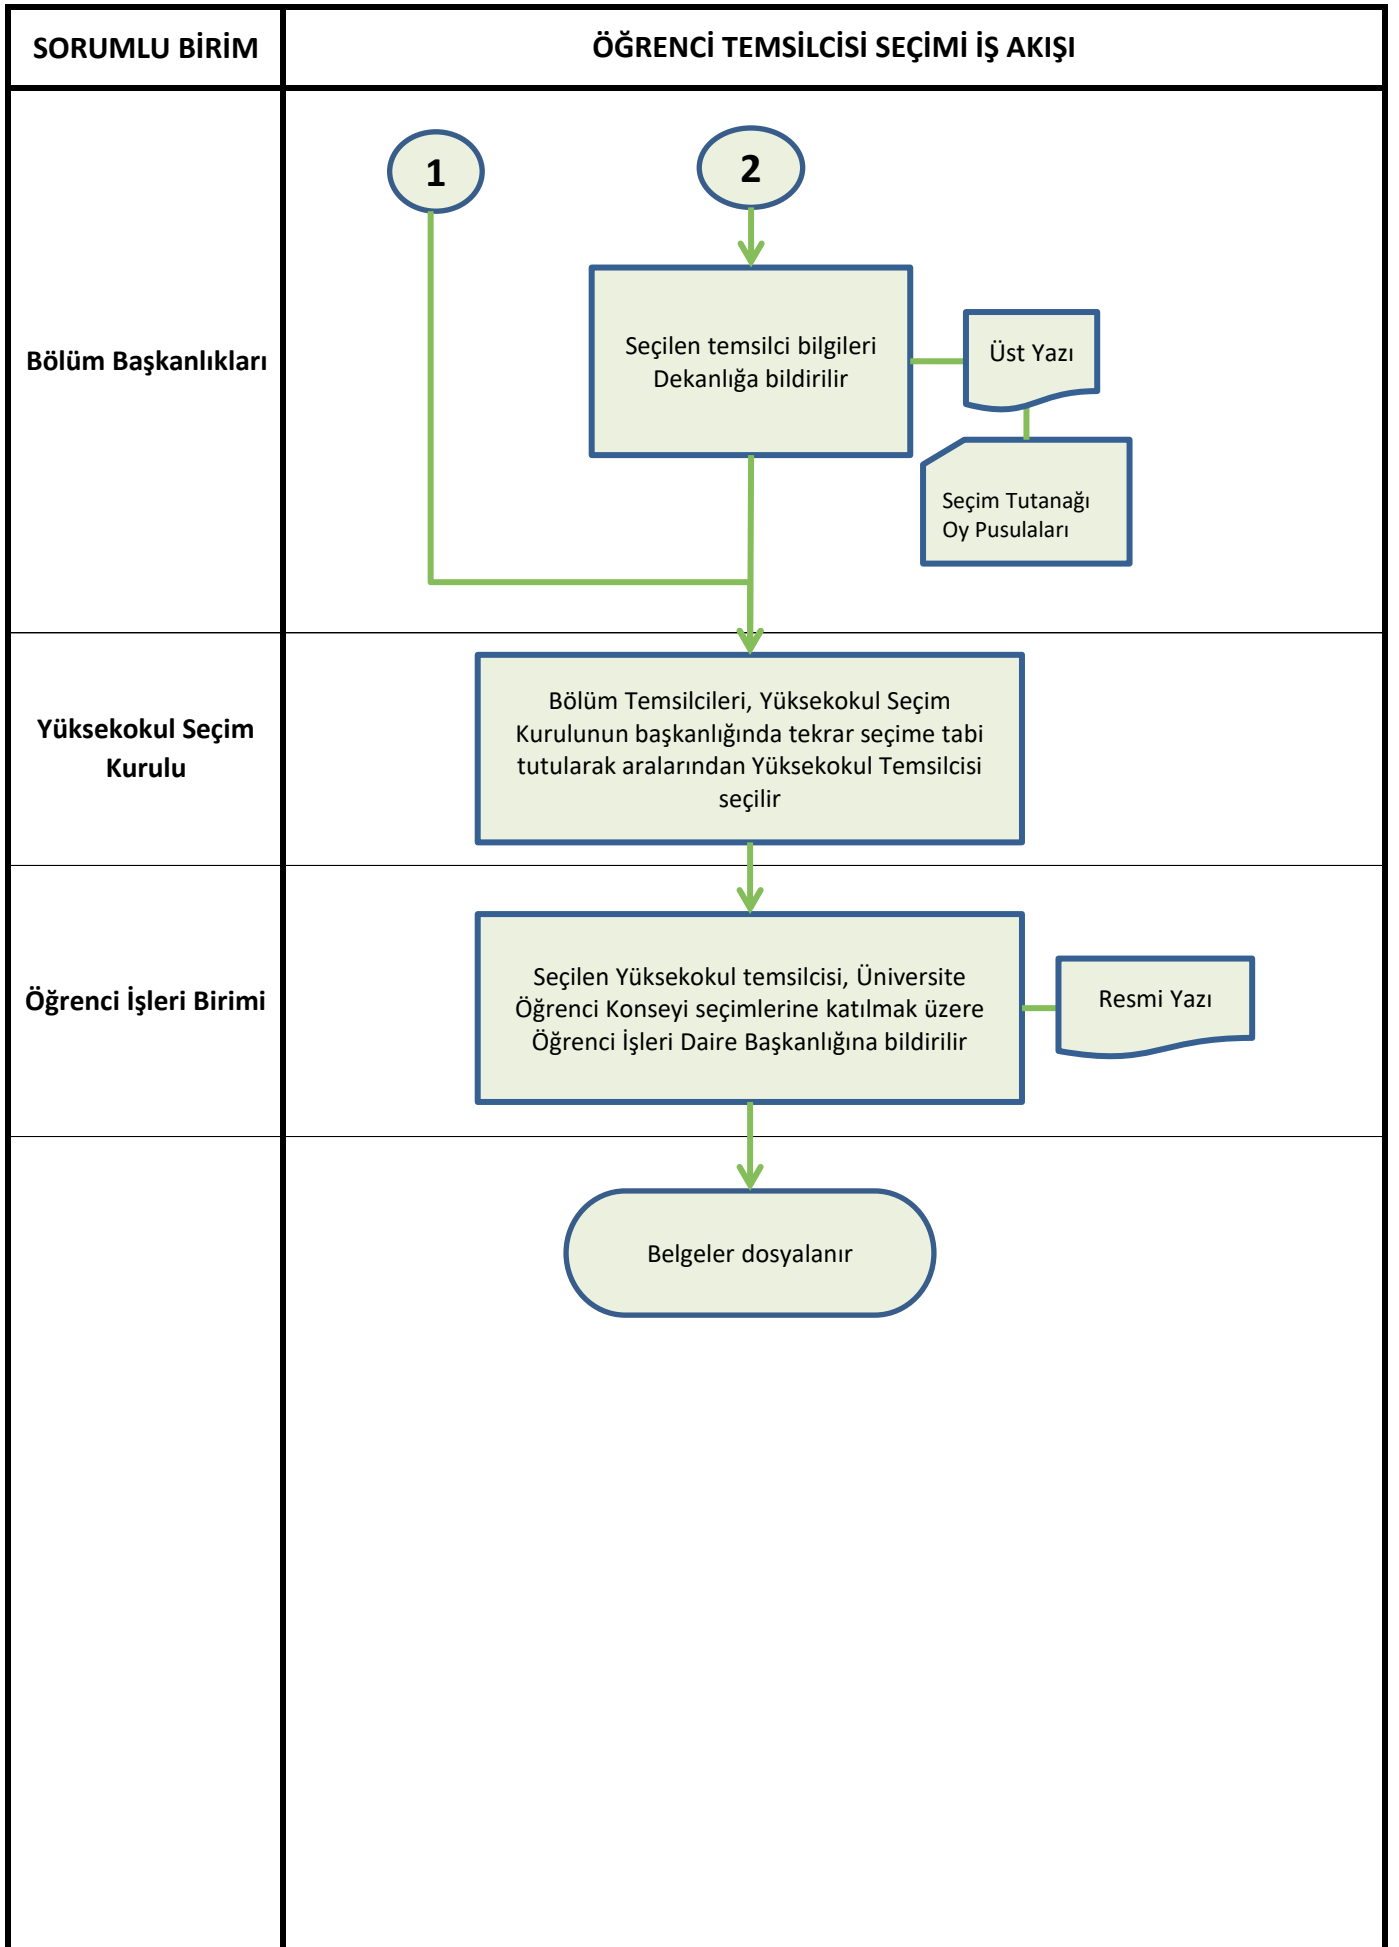 SORUMLU BİRİM
ÖĞRENCİ TEMSİLCİSİ SEÇİMİ İŞ AKIŞI
1
2
Bölüm Başkanlıkları
Seçilen temsilci bilgileri
Dekanlığa bildirilir
Üst Yazı
Seçim Tutanağı
Oy Pusulaları
Yüksekokul Seçim
Kurulu
Bölüm Temsilcileri, Yüksekokul Seçim
Kurulunun başkanlığında tekrar seçime tabi
tutularak aralarından Yüksekokul Temsilcisi
seçilir
Öğrenci İşleri Birimi
Seçilen Yüksekokul temsilcisi, Üniversite
Öğrenci Konseyi seçimlerine katılmak üzere
Öğrenci İşleri Daire Başkanlığına bildirilir
Resmi Yazı
Belgeler dosyalanır